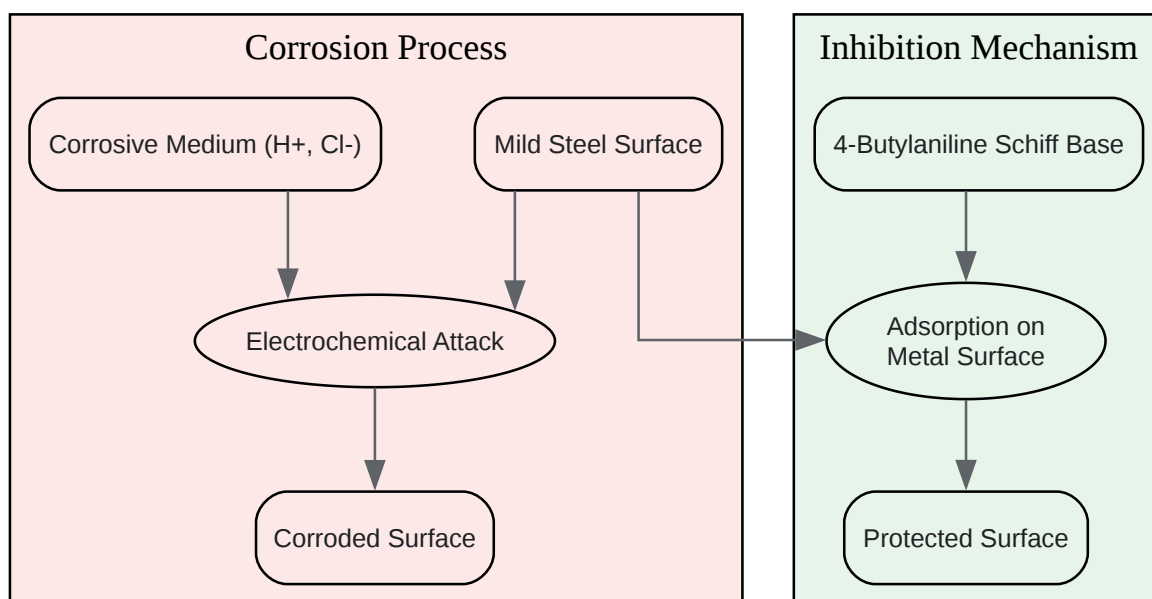 Corrosion Process
Inhibition Mechanism
Corrosive Medium (H+, Cl-)
Mild Steel Surface
4-Butylaniline Schiff Base
Electrochemical Attack
Adsorption on
Metal Surface
Corroded Surface
Protected Surface